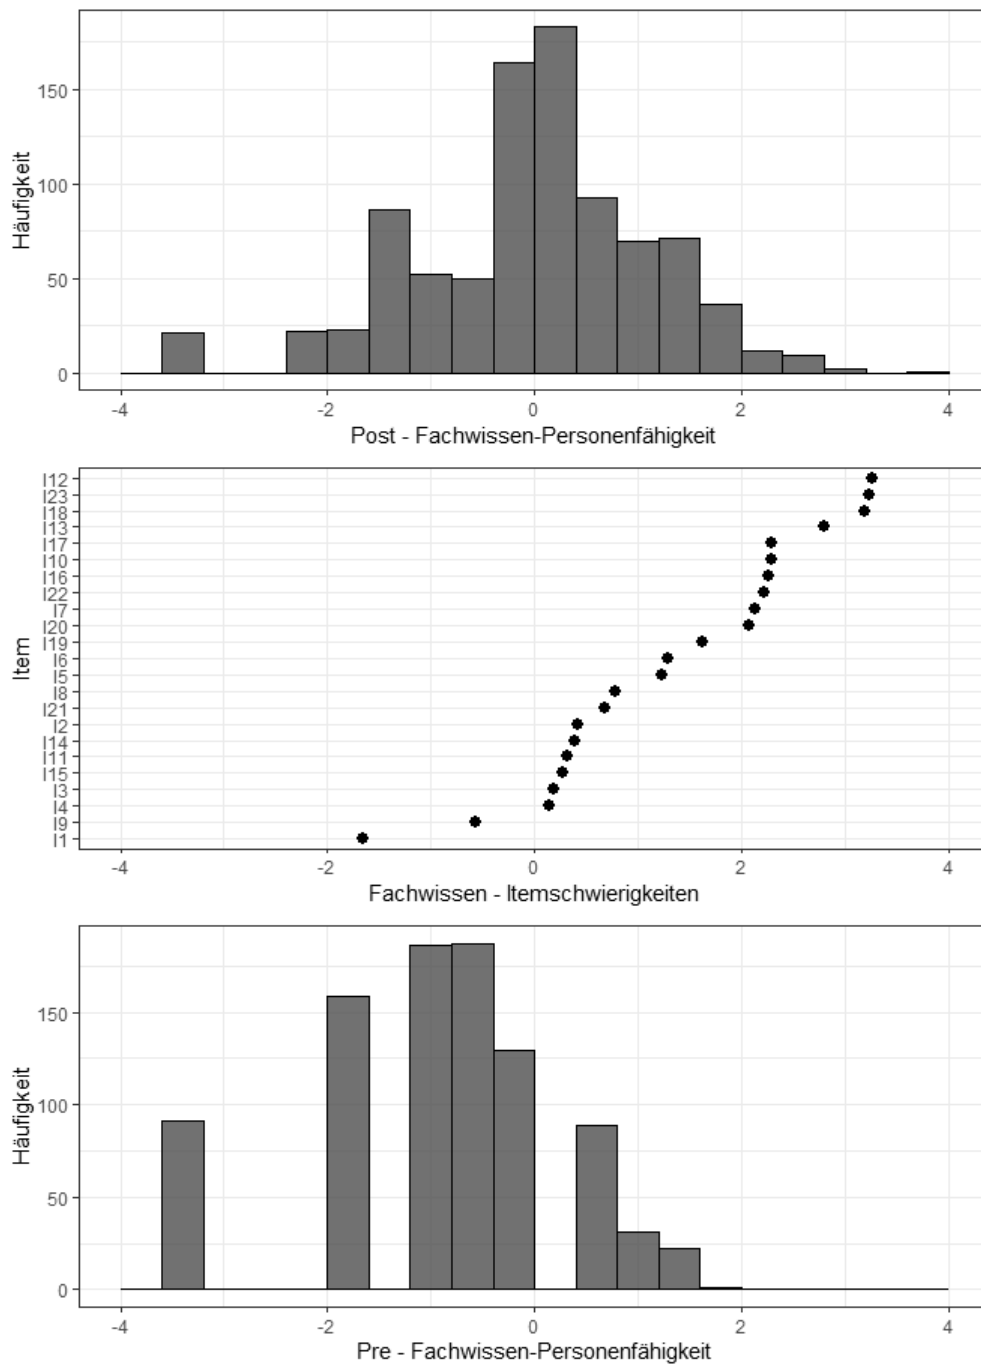 Häufigkeit
150
100
50
0
-4 -2 0 2 4
Post - Fachwissen-Personenfähigkeit
Item
I12
I23
I18
I13
I17
I10
I16
I22
I7
I20
I19
I6
I5
I8
I21
I2
I14
I11
I15
I3
I4
I9
I1
-4 -2 0 2 4
Fachwissen - Itemschwierigkeiten
Häufigkeit
150
100
50
0
-4 -2 0 2 4
Pre - Fachwissen-Personenfähigkeit